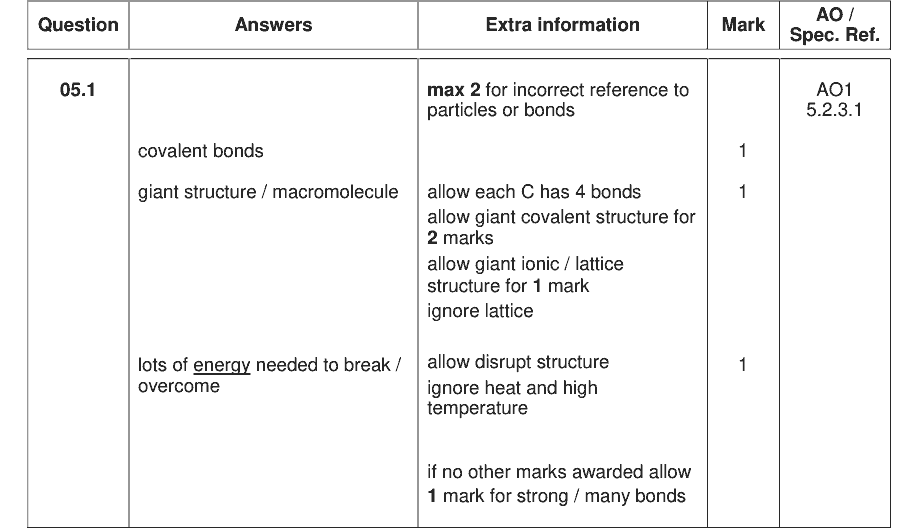 Question Answers Extra information Mark AO /
Spec. Ref.
05.1 max 2 for incorrect reference to AO1
particles or bonds 5.2.3.1
covalent bonds 1
giant structure / macromolecule allow each C has 4 bonds 1
allow giant covalent structure for
2 marks
allow giant ionic / lattice
structure for 1 mark
ignore lattice
lots of energy needed to break / allow disrupt structure 1
overcome ignore heat and high
temperature
if no other marks awarded allow
1 mark for strong / many bonds